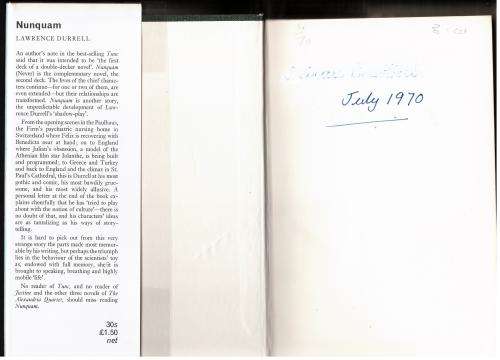 Nunquam
LAWRENCE DURRELL
An author's note in the best-selling Tunc
said that it was intended to be 'the first
deck of a double-decker novel'. Nunquam
(Never) is the complementary novel, the
second deck. The lives of the chief charac-
ters continue—for one or two of them, are
even extended—but their relationships are
transformed. Nunquam is another story,
the unpredictable development of Law-
rence Durrell's 'shadow-play'.
From the opening scenes in the Paulhaus,
the Firm's psychiatric nursing home in
Switzerland where Felix is recovering with
Benedicta near at hand; on to England
where Julian's obsession, a model of the
Athenian film star Iolanthe, is being built
and programmed; to Greece and Turkey
and back to England and the climax in St.
Paul's Cathedral, this is Durrell at his most
gothic and comic, his most bawdily grue-
some, and his most widely allusive. A
personal letter at the end of the book ex-
plains cheerfully that he has 'tried to play
about with the notion of culture'—there is
no doubt of that, and his characters' ideas
are as tantalizing as his ways of story-
telling.
It is hard to pick out from this very
strange story the parts made most memor-
able by his writing, but perhaps the triumph
lies in the behaviour of the scientists' toy
as, endowed with full memory, she/it is
brought to speaking, breathing and highly
mobile 'life'.
No reader of Tunc, and no reader of
Justine and the other three novels of The
Alexandria Quartet, should miss reading
Nunquam.
30s
£1.50
net
July 1970